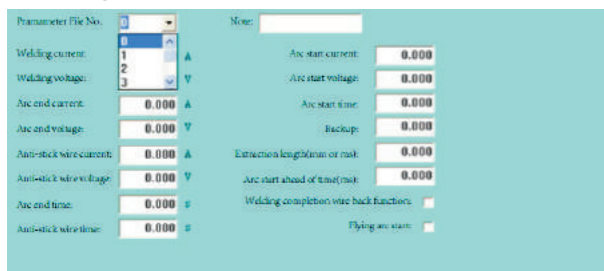 Pramameter File No. 0 Note:
0
1
2
3
Welding current: A Arc start current: 0.000
Welding voltage: V Arc start voltage: 0.000
Arc end current: 0.000 A Arc start time: 0.000
Arc end voltage: 0.000 V Backup: 0.000
Anti-stick wire current: 0.000 A Extraction length(mm or ms): 0.000
Anti-stick wire voltage: 0.000 V Arc start ahead of time(ms): 0.000
Arc end time: 0.000 s Welding completion wire back function:
Anti-stick wire time: 0.000 s Flying arc start: